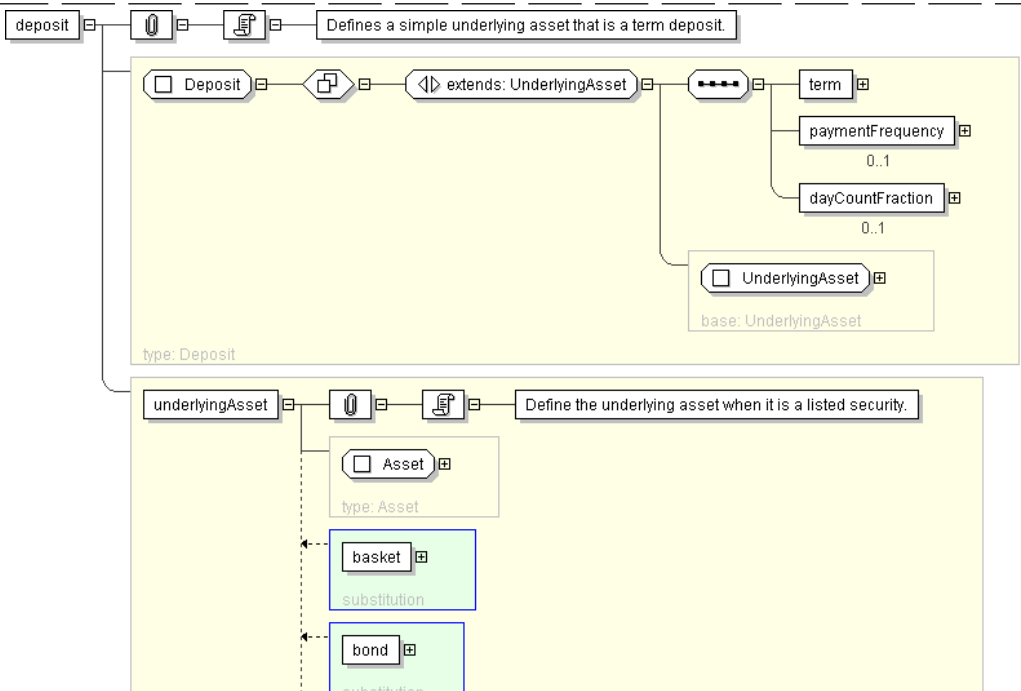 deposit
Defines a simple underlying asset that is a term deposit.
Deposit
extends: UnderlyingAsset
term
paymentFrequency
0..1
dayCountFraction
0..1
UnderlyingAsset
base: UnderlyingAsset
type: Deposit
underlyingAsset
Define the underlying asset when it is a listed security.
Asset
type: Asset
basket
substitution
bond
substitution